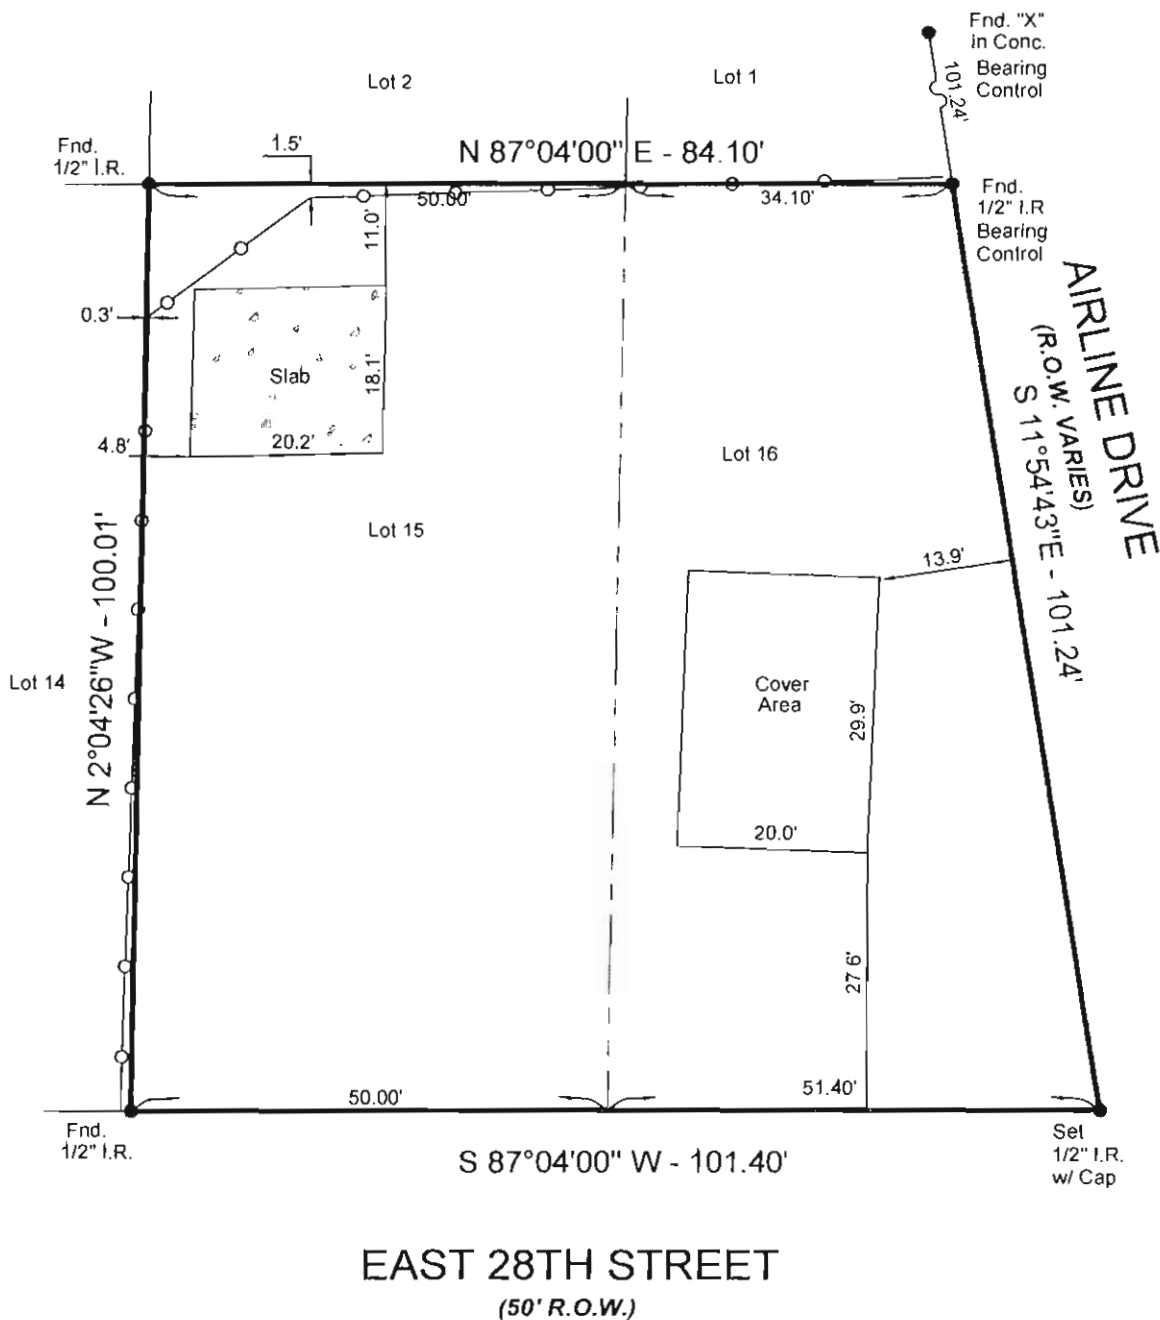 Fnd. "X"
In Conc.
Bearing
Control
101.24'
Lot 2
Lot 1
Fnd.
1/2" I.R.
1.5'
N 87°04'00" E - 84.10'
50.00'
34.10'
Fnd.
1/2" I.R
Bearing
Control
11.0'
0.3'
Slab
18.1'
20.2'
4.8'
AIRLINE DRIVE
(R.O.W. VARIES)
S 11°54'43"E - 101.24'
Lot 16
Lot 15
13.9'
N 2°04'26"W - 100.01'
Lot 14
Cover
Area
29.9'
20.0'
27.6'
50.00'
51.40'
Fnd.
1/2" I.R.
S 87°04'00" W - 101.40'
Set
1/2" I.R.
w/ Cap
EAST 28TH STREET
(50' R.O.W.)